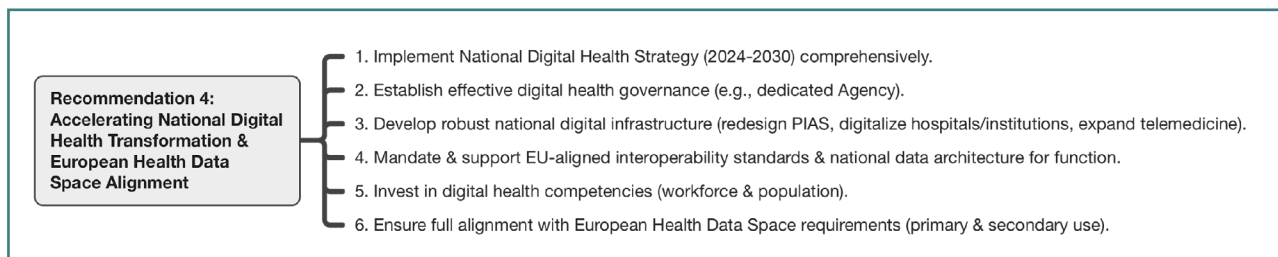 Recommendation 4:
Accelerating National Digital
Health Transformation &
European Health Data
Space Alignment
1. Implement National Digital Health Strategy (2024-2030) comprehensively.
2. Establish effective digital health governance (e.g., dedicated Agency).
3. Develop robust national digital infrastructure (redesign PIAS, digitalize hospitals/institutions, expand telemedicine).
4. Mandate & support EU-aligned interoperability standards & national data architecture for function.
5. Invest in digital health competencies (workforce & population).
6. Ensure full alignment with European Health Data Space requirements (primary & secondary use).